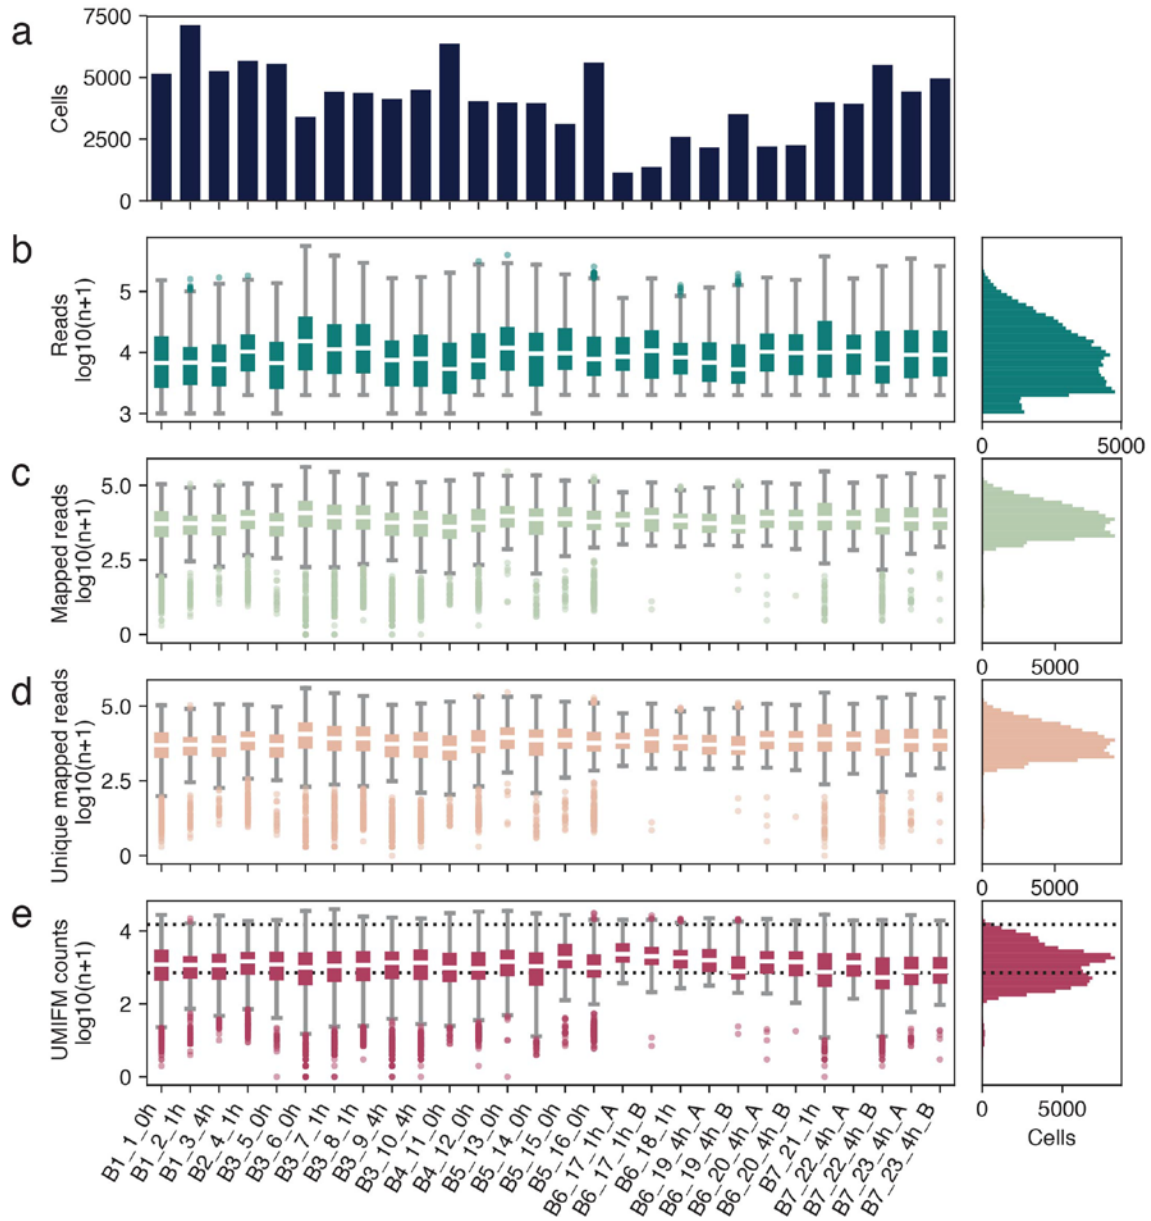 a
7500
5000
2500
0
Cells
b
5
4
3
Reads
log10(n+1)
0
5000
c
5.0
2.5
0
Mapped reads
log10(n+1)
0
5000
d
5.0
2.5
0
Unique mapped reads
log10(n+1)
0
5000
e
4
2
0
UMIFM counts
log10(n+1)
0
5000
Cells
B1_1_0h
B1_2_1h
B1_3_4h
B2_4_1h
B3_5_0h
B3_6_0h
B3_7_1h
B3_8_1h
B3_9_4h
B3_10_4h
B4_11_0h
B4_12_0h
B5_13_0h
B5_14_0h
B5_15_0h
B5_16_0h
B6_17_1h_A
B6_17_1h_B
B6_18_1h
B6_19_4h_A
B6_19_4h_B
B6_20_4h_A
B6_20_4h_B
B7_21_1h
B7_22_4h_A
B7_22_4h_B
B7_23_4h_A
B7_23_4h_B